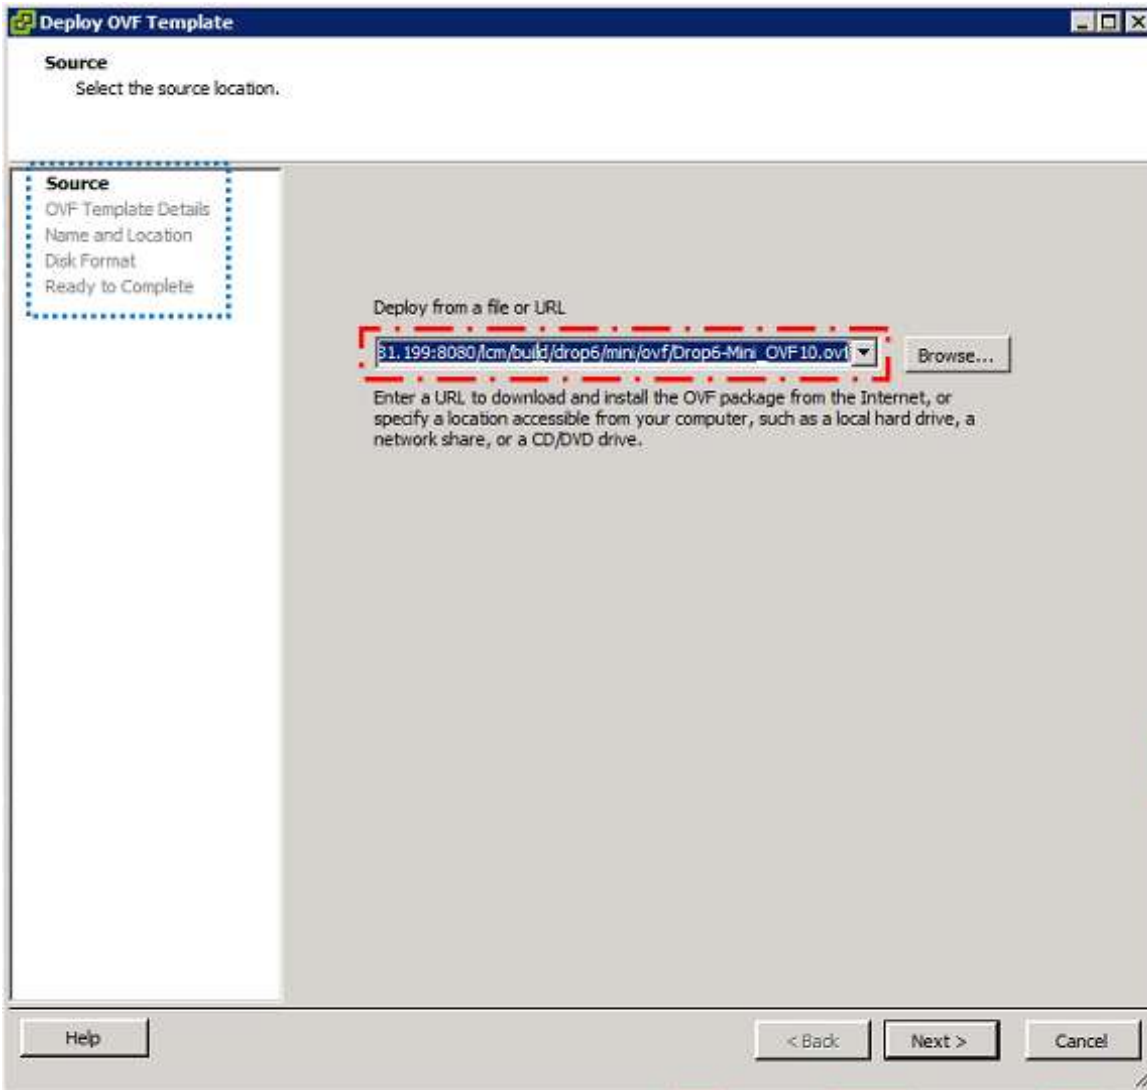 Deploy OVF Template
Source
Select the source location.
Source
OVF Template Details
Name and Location
Disk Format
Ready to Complete
Deploy from a file or URL
31.199:8080/lcm/build/drop6/mini/ovf/Drop6-Mini_OVF10.ovf
Browse...
Enter a URL to download and install the OVF package from the Internet, or
specify a location accessible from your computer, such as a local hard drive, a
network share, or a CD/DVD drive.
Help
< Back
Next >
Cancel